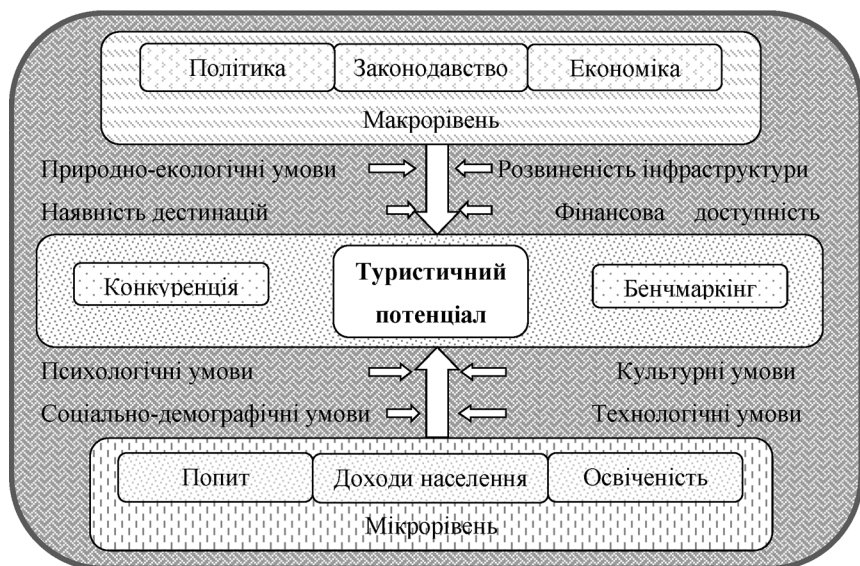 Політика Законодавство Економіка
Макрорівень
Природно-екологічні умови Розвиненість інфраструктури
Наявність дестинацій Фінансова доступність
Туристичний
Конкуренція Бенчмаркінг
потенціал
Психологічні умови Культурні умови
Соціально-демографічні умови Технологічні умови
Попит Доходи населення Освіченість
Мікрорівень